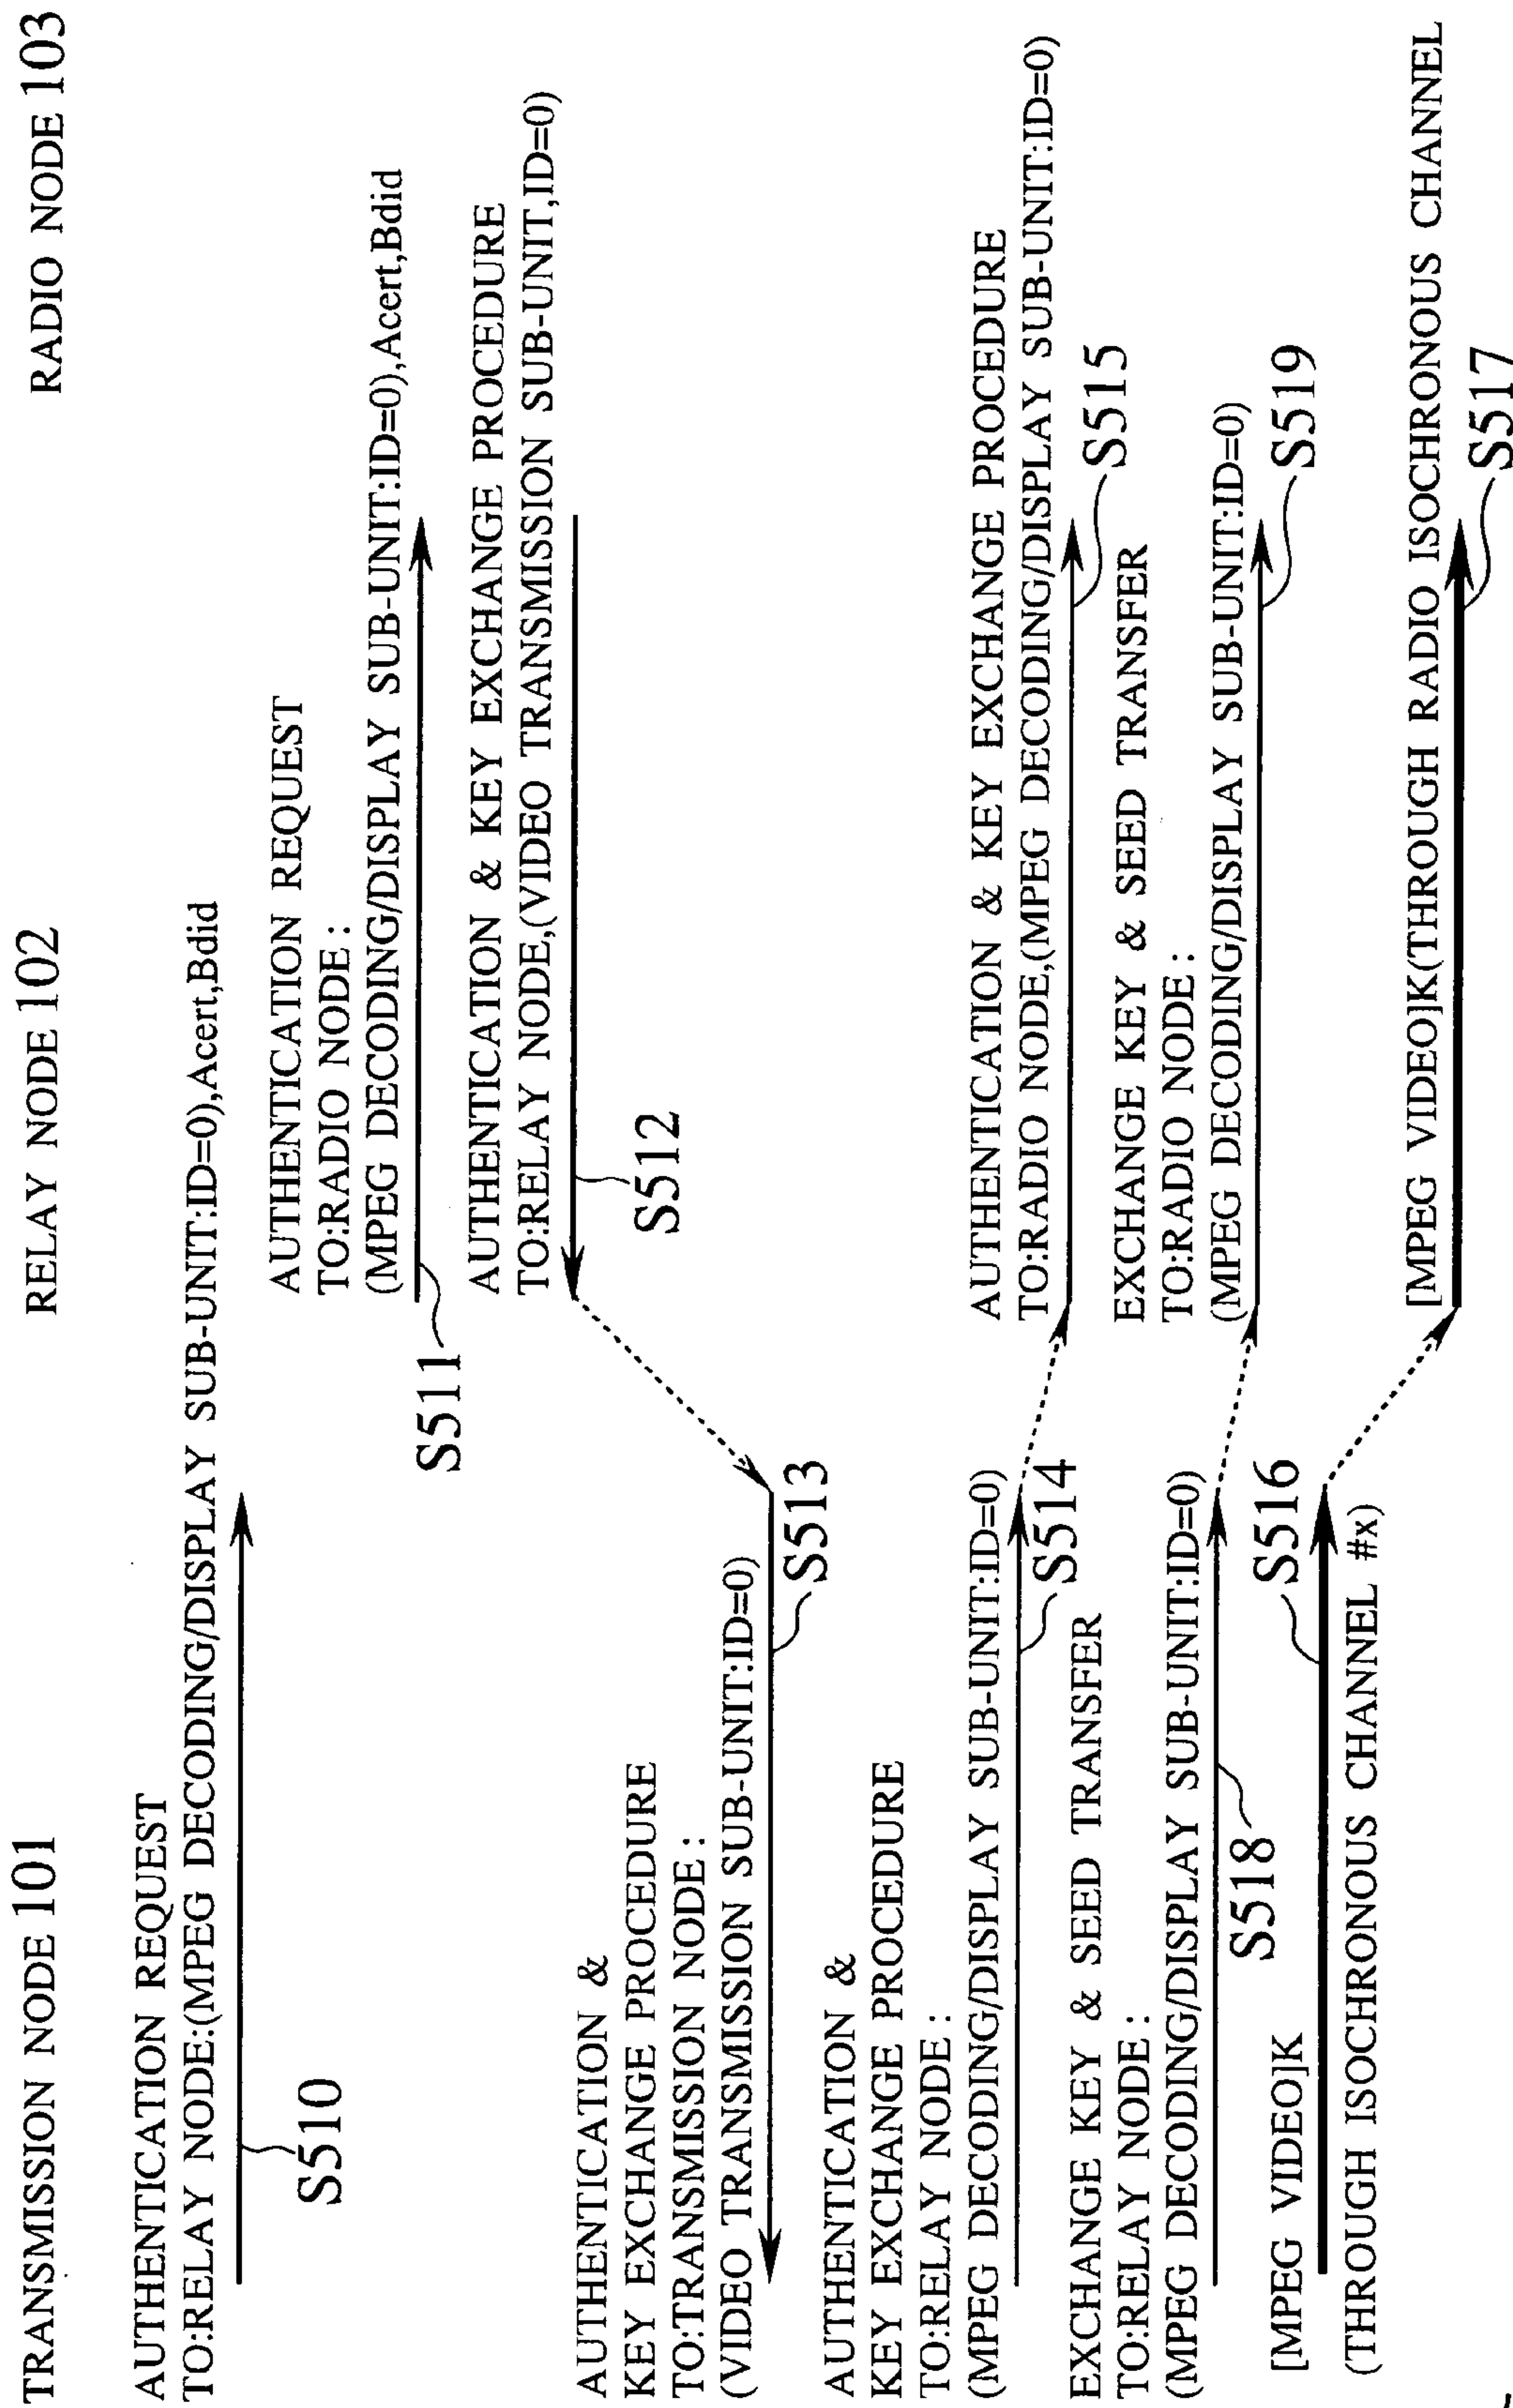 TRANSMISSION NODE 101
RELAY NODE 102
RADIO NODE 103
AUTHENTICATION REQUEST
TO:RELAY NODE:(MPEG DECODING/DISPLAY SUB-UNIT:ID=0),Acert,Bdid
S510
AUTHENTICATION REQUEST
TO:RADIO NODE :
(MPEG DECODING/DISPLAY SUB-UNIT:ID=0),Acert,Bdid
S511
AUTHENTICATION & KEY EXCHANGE PROCEDURE
TO:RELAY NODE,(VIDEO TRANSMISSION SUB-UNIT,ID=0)
S512
AUTHENTICATION &
KEY EXCHANGE PROCEDURE
TO:TRANSMISSION NODE :
(VIDEO TRANSMISSION SUB-UNIT:ID=0)
S513
AUTHENTICATION &
KEY EXCHANGE PROCEDURE
TO:RELAY NODE :
(MPEG DECODING/DISPLAY SUB-UNIT:ID=0)
S514
AUTHENTICATION & KEY EXCHANGE PROCEDURE
TO:RADIO NODE,(MPEG DECODING/DISPLAY SUB-UNIT:ID=0)
S515
EXCHANGE KEY & SEED TRANSFER
TO:RELAY NODE :
(MPEG DECODING/DISPLAY SUB-UNIT:ID=0)
S518
EXCHANGE KEY & SEED TRANSFER
TO:RADIO NODE :
(MPEG DECODING/DISPLAY SUB-UNIT:ID=0)
S519
[MPEG VIDEO]K
S516
(THROUGH ISOCHRONOUS CHANNEL #x)
[MPEG VIDEO]K(THROUGH RADIO ISOCHRONOUS CHANNEL
S517